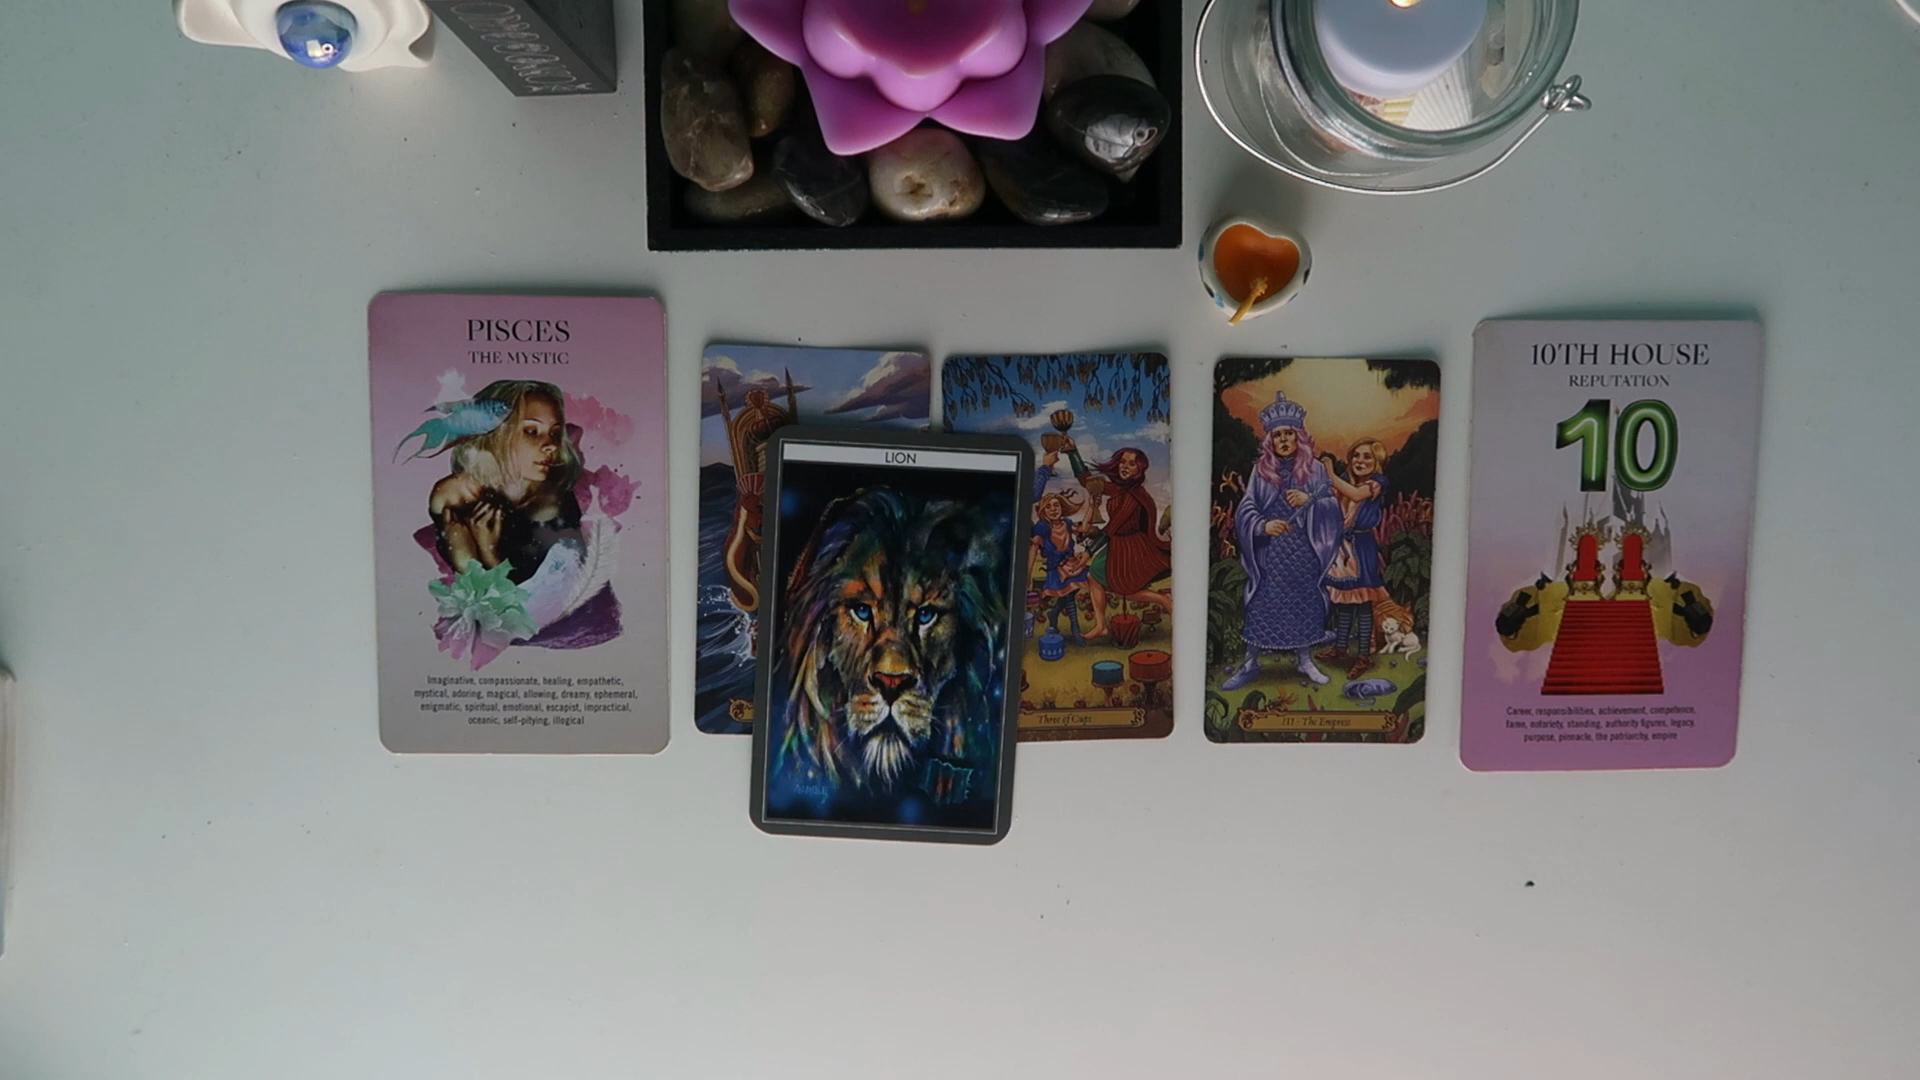 PISCES
THE MYSTIC
Imaginative, compassionate, healing, empathetic,
mystical, adoring, magical, allowing, dreamy, ephemeral,
enigmatic, spiritual, emotional, escapist, impractical,
oceanic, self-pitying, illogical
LION
Three of Cups
III - The Empress
10TH HOUSE
REPUTATION
10
Career, responsibilities, achievement, competence,
fame, notoriety, standing, authority figures, legacy,
purpose, pinnacle, the patriarchy, empire